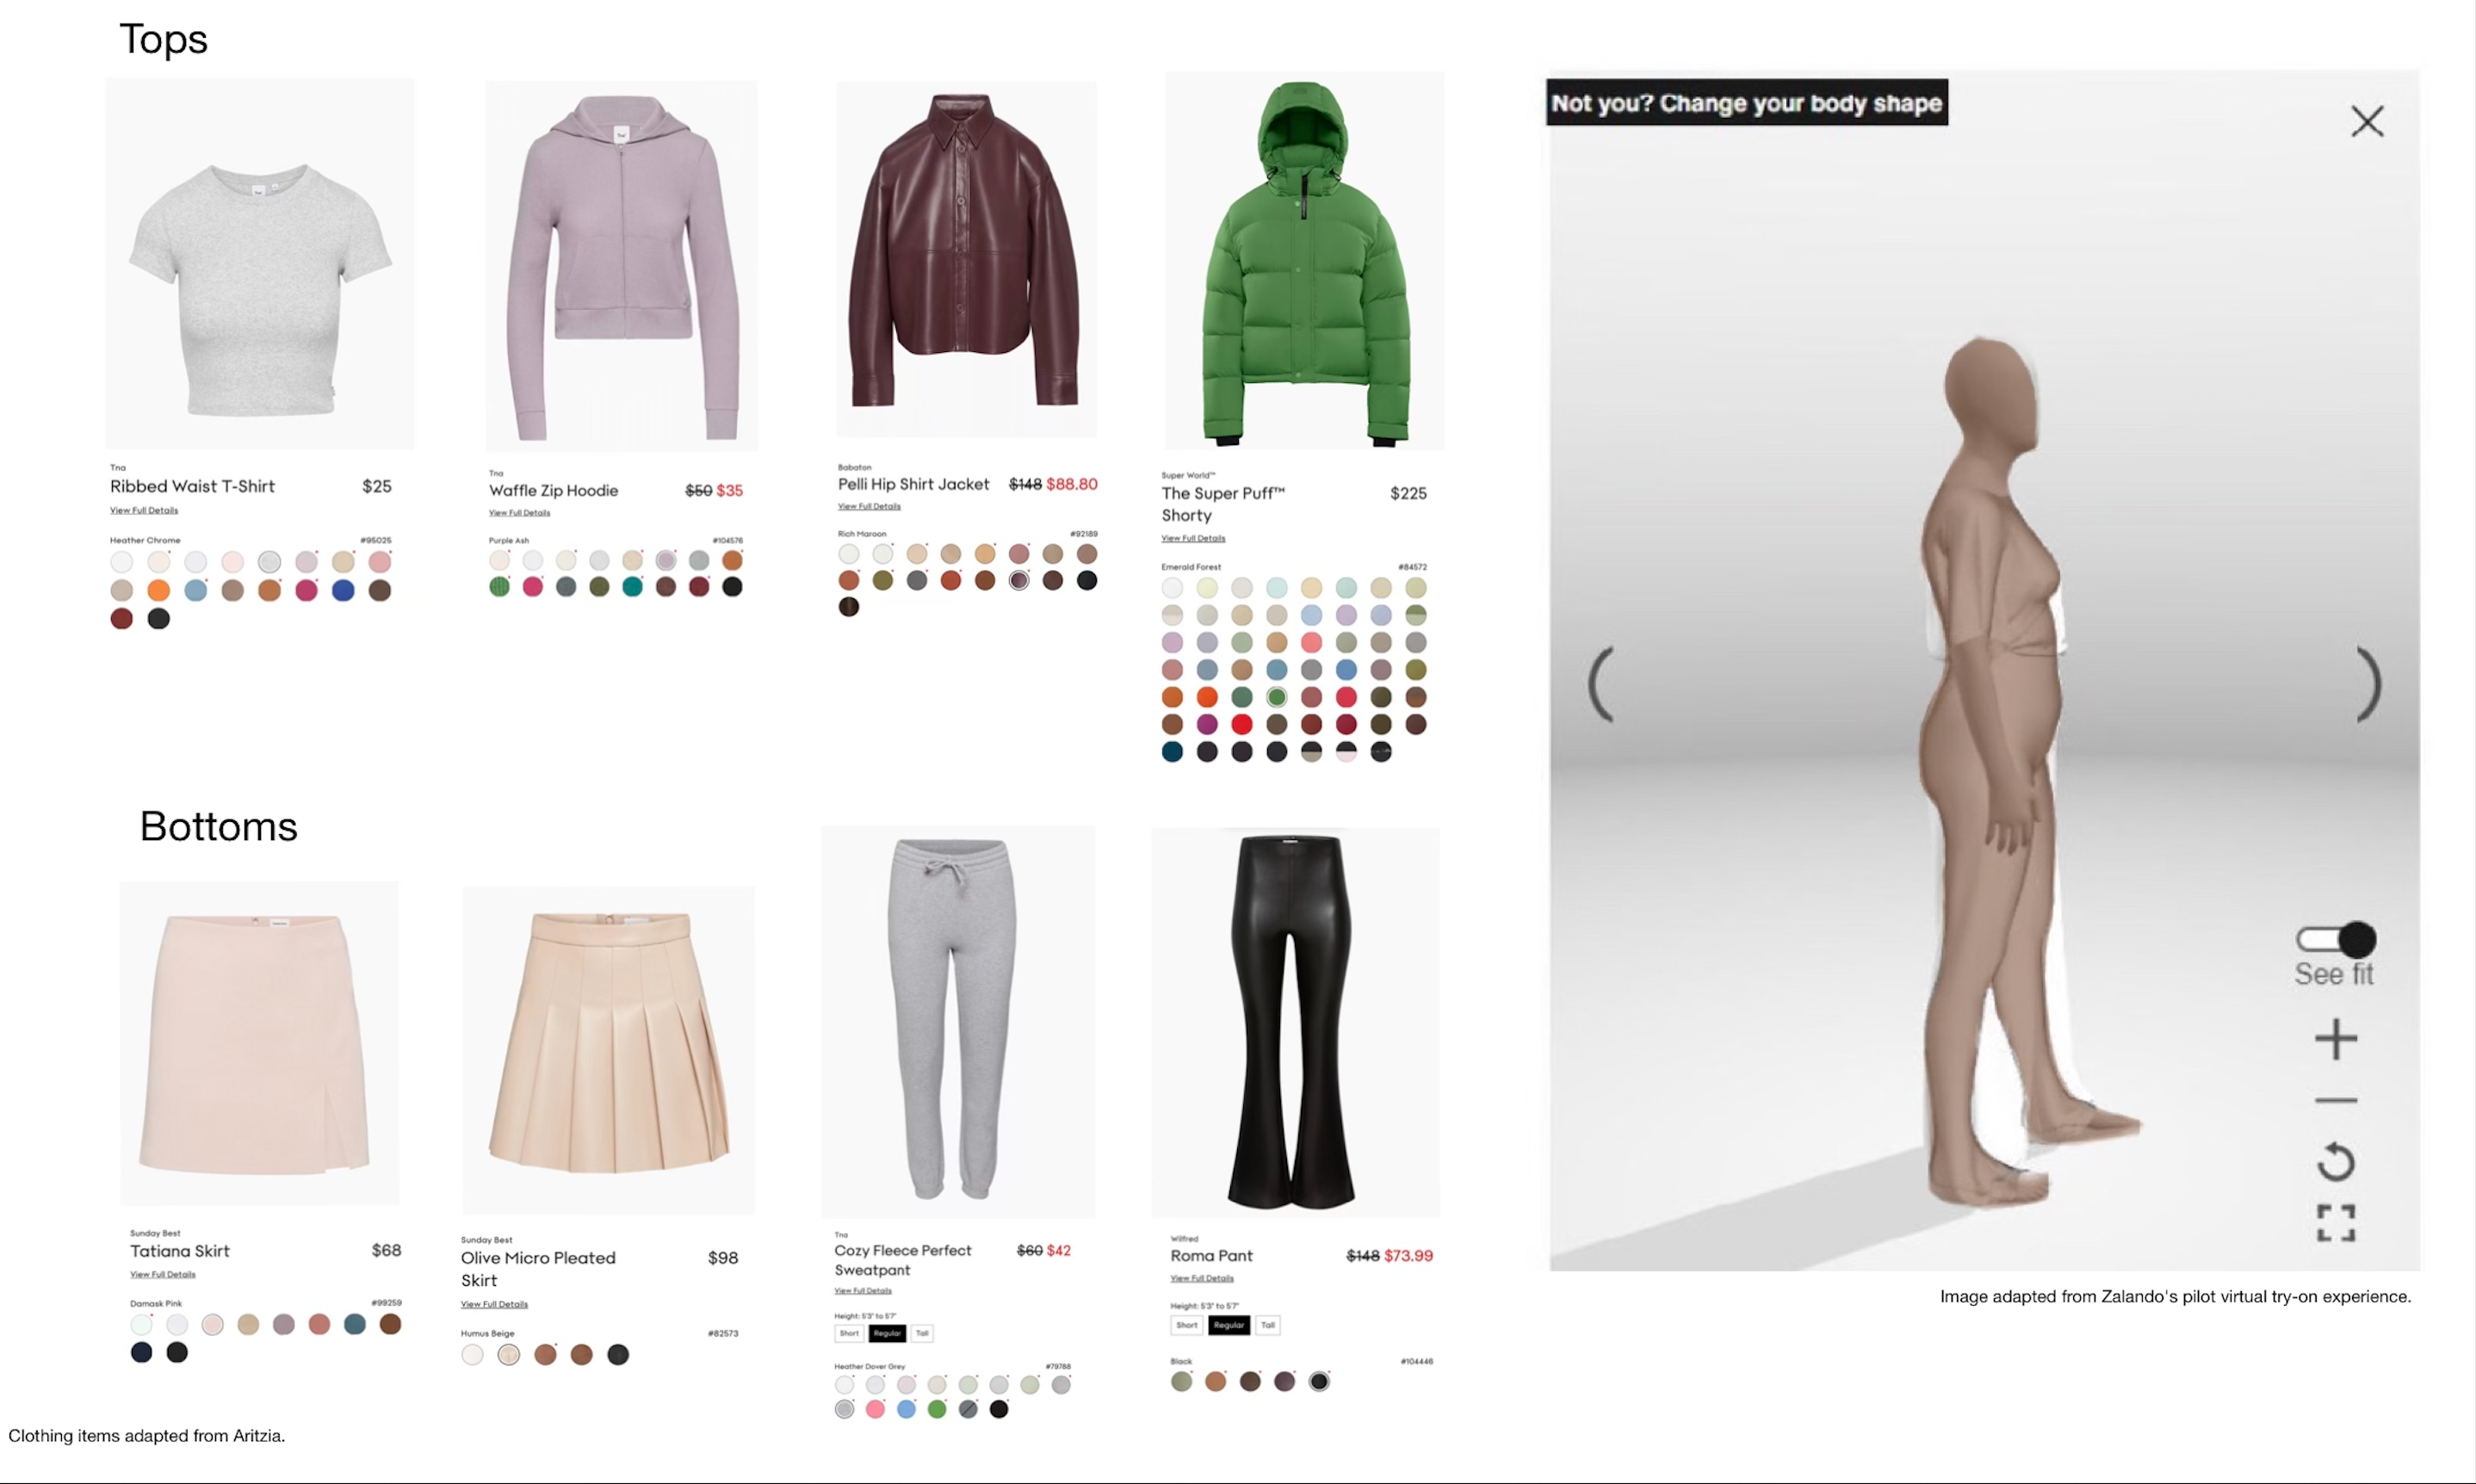 Tops
Tna
Ribbed Waist T-Shirt $25
View Full Details
Heather Chrome #95025
Tna
Waffle Zip Hoodie $50 $35
View Full Details
Purple Ash #104576
Babaton
Pelli Hip Shirt Jacket $148 $88.80
View Full Details
Rich Maroon #92189
Super World™
The Super Puff™ $225
Shorty
View Full Details
Emerald Forest #84572
Bottoms
Sunday Best
Tatiana Skirt $68
View Full Details
Damask Pink #99259
Sunday Best
Olive Micro Pleated $98
Skirt
View Full Details
Humus Beige #82573
Tna
Cozy Fleece Perfect $60 $42
Sweatpant
View Full Details
Height: 5'3" to 5'7"
Short Regular Tall
Heather Dover Grey #79788
Wilfred
Roma Pant $148 $73.99
View Full Details
Height: 5'3" to 5'7"
Short Regular Tall
Black #104446
Clothing items adapted from Aritzia.
Not you? Change your body shape
See fit
Image adapted from Zalando's pilot virtual try-on experience.